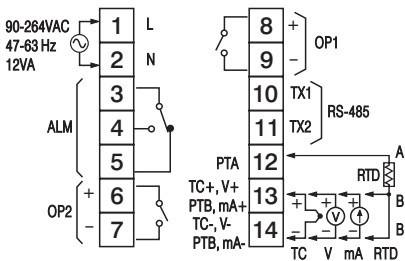 90-264VAC
47-63 Hz
12VA
1 L
2 N
3
4
5
ALM
6 +
7 −
OP2
8 +
9 −
OP1
10 TX1
11 TX2
RS-485
PTA 12
TC+, V+
PTB, mA+
13
TC-, V-
PTB, mA-
14
A
RTD
B
B
+ + +
V
− − −
TC V mA RTD